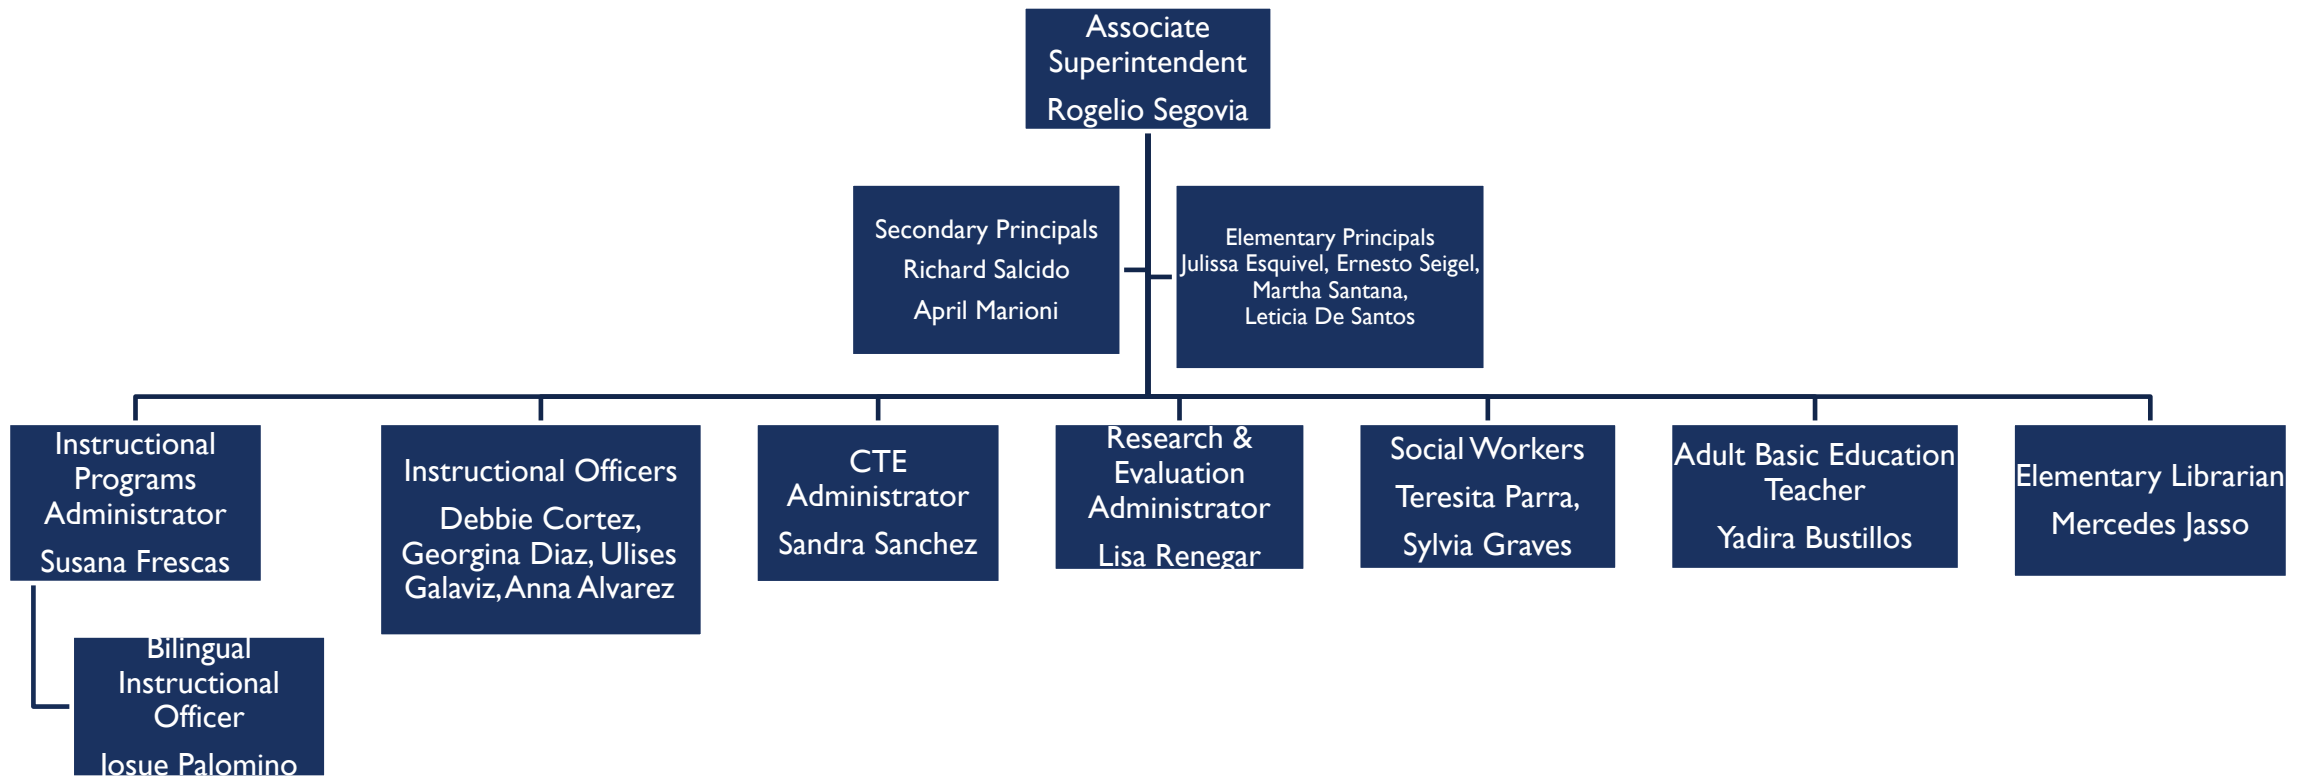 Associate
Superintendent
Rogelio Segovia
Secondary Principals
Richard Salcido
April Marioni
Elementary Principals
Julissa Esquivel, Ernesto Seigel,
Martha Santana,
Leticia De Santos
Instructional
Programs
Administrator
Susana Frescas
Instructional Officers
Debbie Cortez,
Georgina Diaz, Ulises
Galaviz, Anna Alvarez
CTE
Administrator
Sandra Sanchez
Research &
Evaluation
Administrator
Lisa Renegar
Social Workers
Teresita Parra,
Sylvia Graves
Adult Basic Education
Teacher
Yadira Bustillos
Elementary Librarian
Mercedes Jasso
Bilingual
Instructional
Officer
Josue Palomino